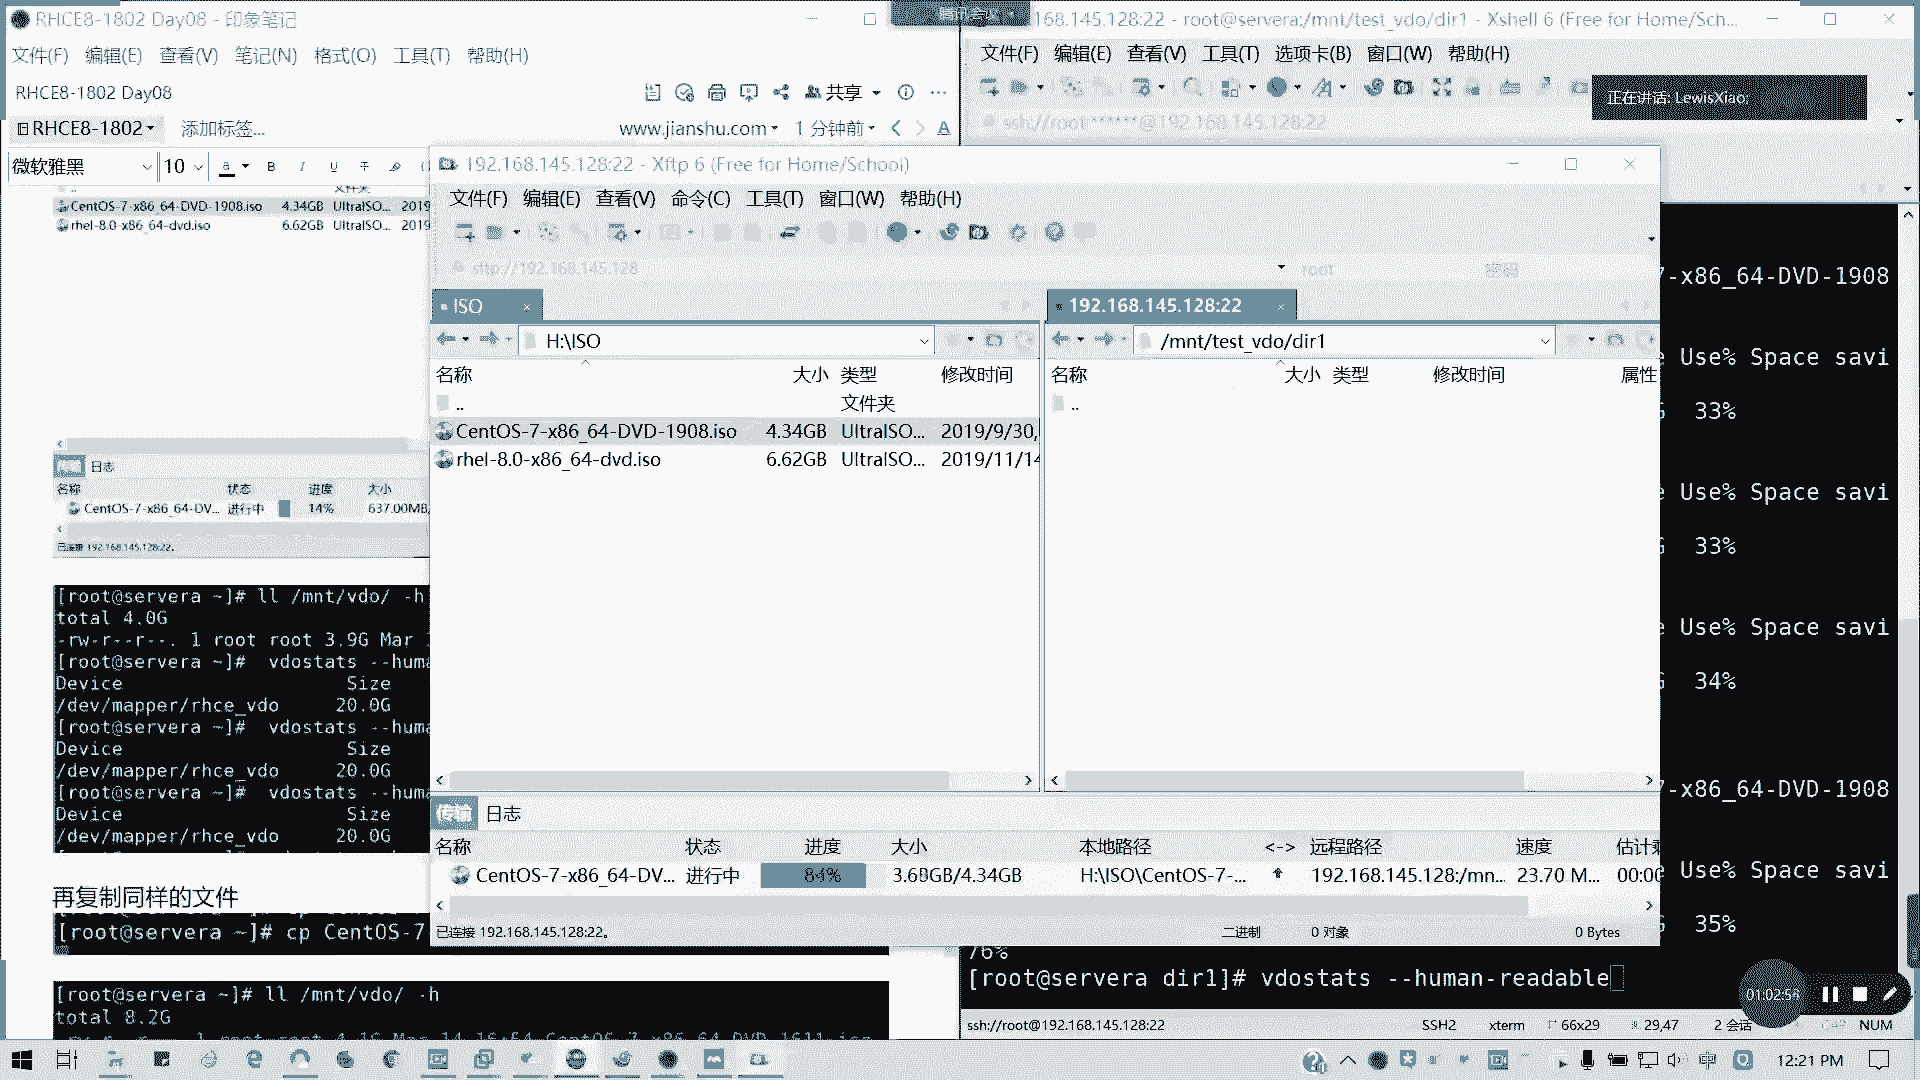 RHCE8-1802 Day08 - 印象笔记
文件(F) 编辑(E) 查看(V) 笔记(N) 格式(O) 工具(T) 帮助(H)
RHCE8-1802 Day08
共享
RHCE8-1802 添加标签...
www.jianshu.com 1 分钟前
微软雅黑 10
文件夹
CentOS-7-x86_64-DVD-1908.iso 4.34GB UltraISO... 2019
rhel-8.0-x86_64-dvd.iso 6.62GB UltraISO... 2019
传输 日志
名称 状态 进度 大小
CentOS-7-x86_64-DV... 进行中 14% 637.00MB
已连接 192.168.145.128:22。
[root@servera ~]# ll /mnt/vdo/ -h
total 4.0G
-rw-r--r--. 1 root root 3.9G Mar
[root@servera ~]#  vdostats --hum
Device Size
/dev/mapper/rhce_vdo 20.0G
[root@servera ~]#  vdostats --hum
Device Size
/dev/mapper/rhce_vdo 20.0G
[root@servera ~]#  vdostats --hum
Device Size
/dev/mapper/rhce_vdo 20.0G
再复制同样的文件
[root@servera ~]# cp CentOS-7
[root@servera ~]# ll /mnt/vdo/ -h
total 8.2G
腾讯会议
168.145.128:22 - root@servera:/mnt/test_vdo/dir1 - Xshell 6 (Free for Home/Sch...
文件(F) 编辑(E) 查看(V) 工具(T) 选项卡(B) 窗口(W) 帮助(H)
正在讲话: LewisXiao;
ssh://root:******@192.168.145.128:22
192.168.145.128:22 - Xftp 6 (Free for Home/School)
文件(F) 编辑(E) 查看(V) 命令(C) 工具(T) 窗口(W) 帮助(H)
sftp://192.168.145.128 root 密码
ISO
192.168.145.128:22
H:\ISO
/mnt/test_vdo/dir1
名称 大小 类型 修改时间
名称 大小 类型 修改时间 属性
.. 文件夹
..
CentOS-7-x86_64-DVD-1908.iso 4.34GB UltraISO... 2019/9/30,
rhel-8.0-x86_64-dvd.iso 6.62GB UltraISO... 2019/11/14
传输 日志
名称 状态 进度 大小 本地路径 <-> 远程路径 速度 估计剩
CentOS-7-x86_64-DV... 进行中 84% 3.68GB/4.34GB H:\ISO\CentOS-7-... 192.168.145.128:/mn... 23.70 M... 00:00
已连接 192.168.145.128:22。 二进制 0 对象 0 Bytes
7-x86_64-DVD-1908
e Use% Space savi
G 33%
e Use% Space savi
G 33%
e Use% Space savi
G 34%
7-x86_64-DVD-1908
e Use% Space savi
G 35%
76%
[root@servera dir1]# vdostats --human-readable
01:02:54
ssh://root@192.168.145.128:22 SSH2 xterm 66x29 29,47 2 会话 NUM
中 12:21 PM